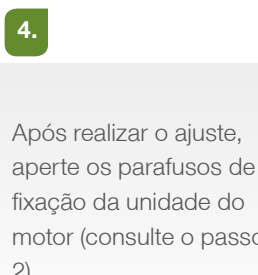 4.
Após realizar o ajuste,
aperte os parafusos de
fixação da unidade do
motor (consulte o passo
2)